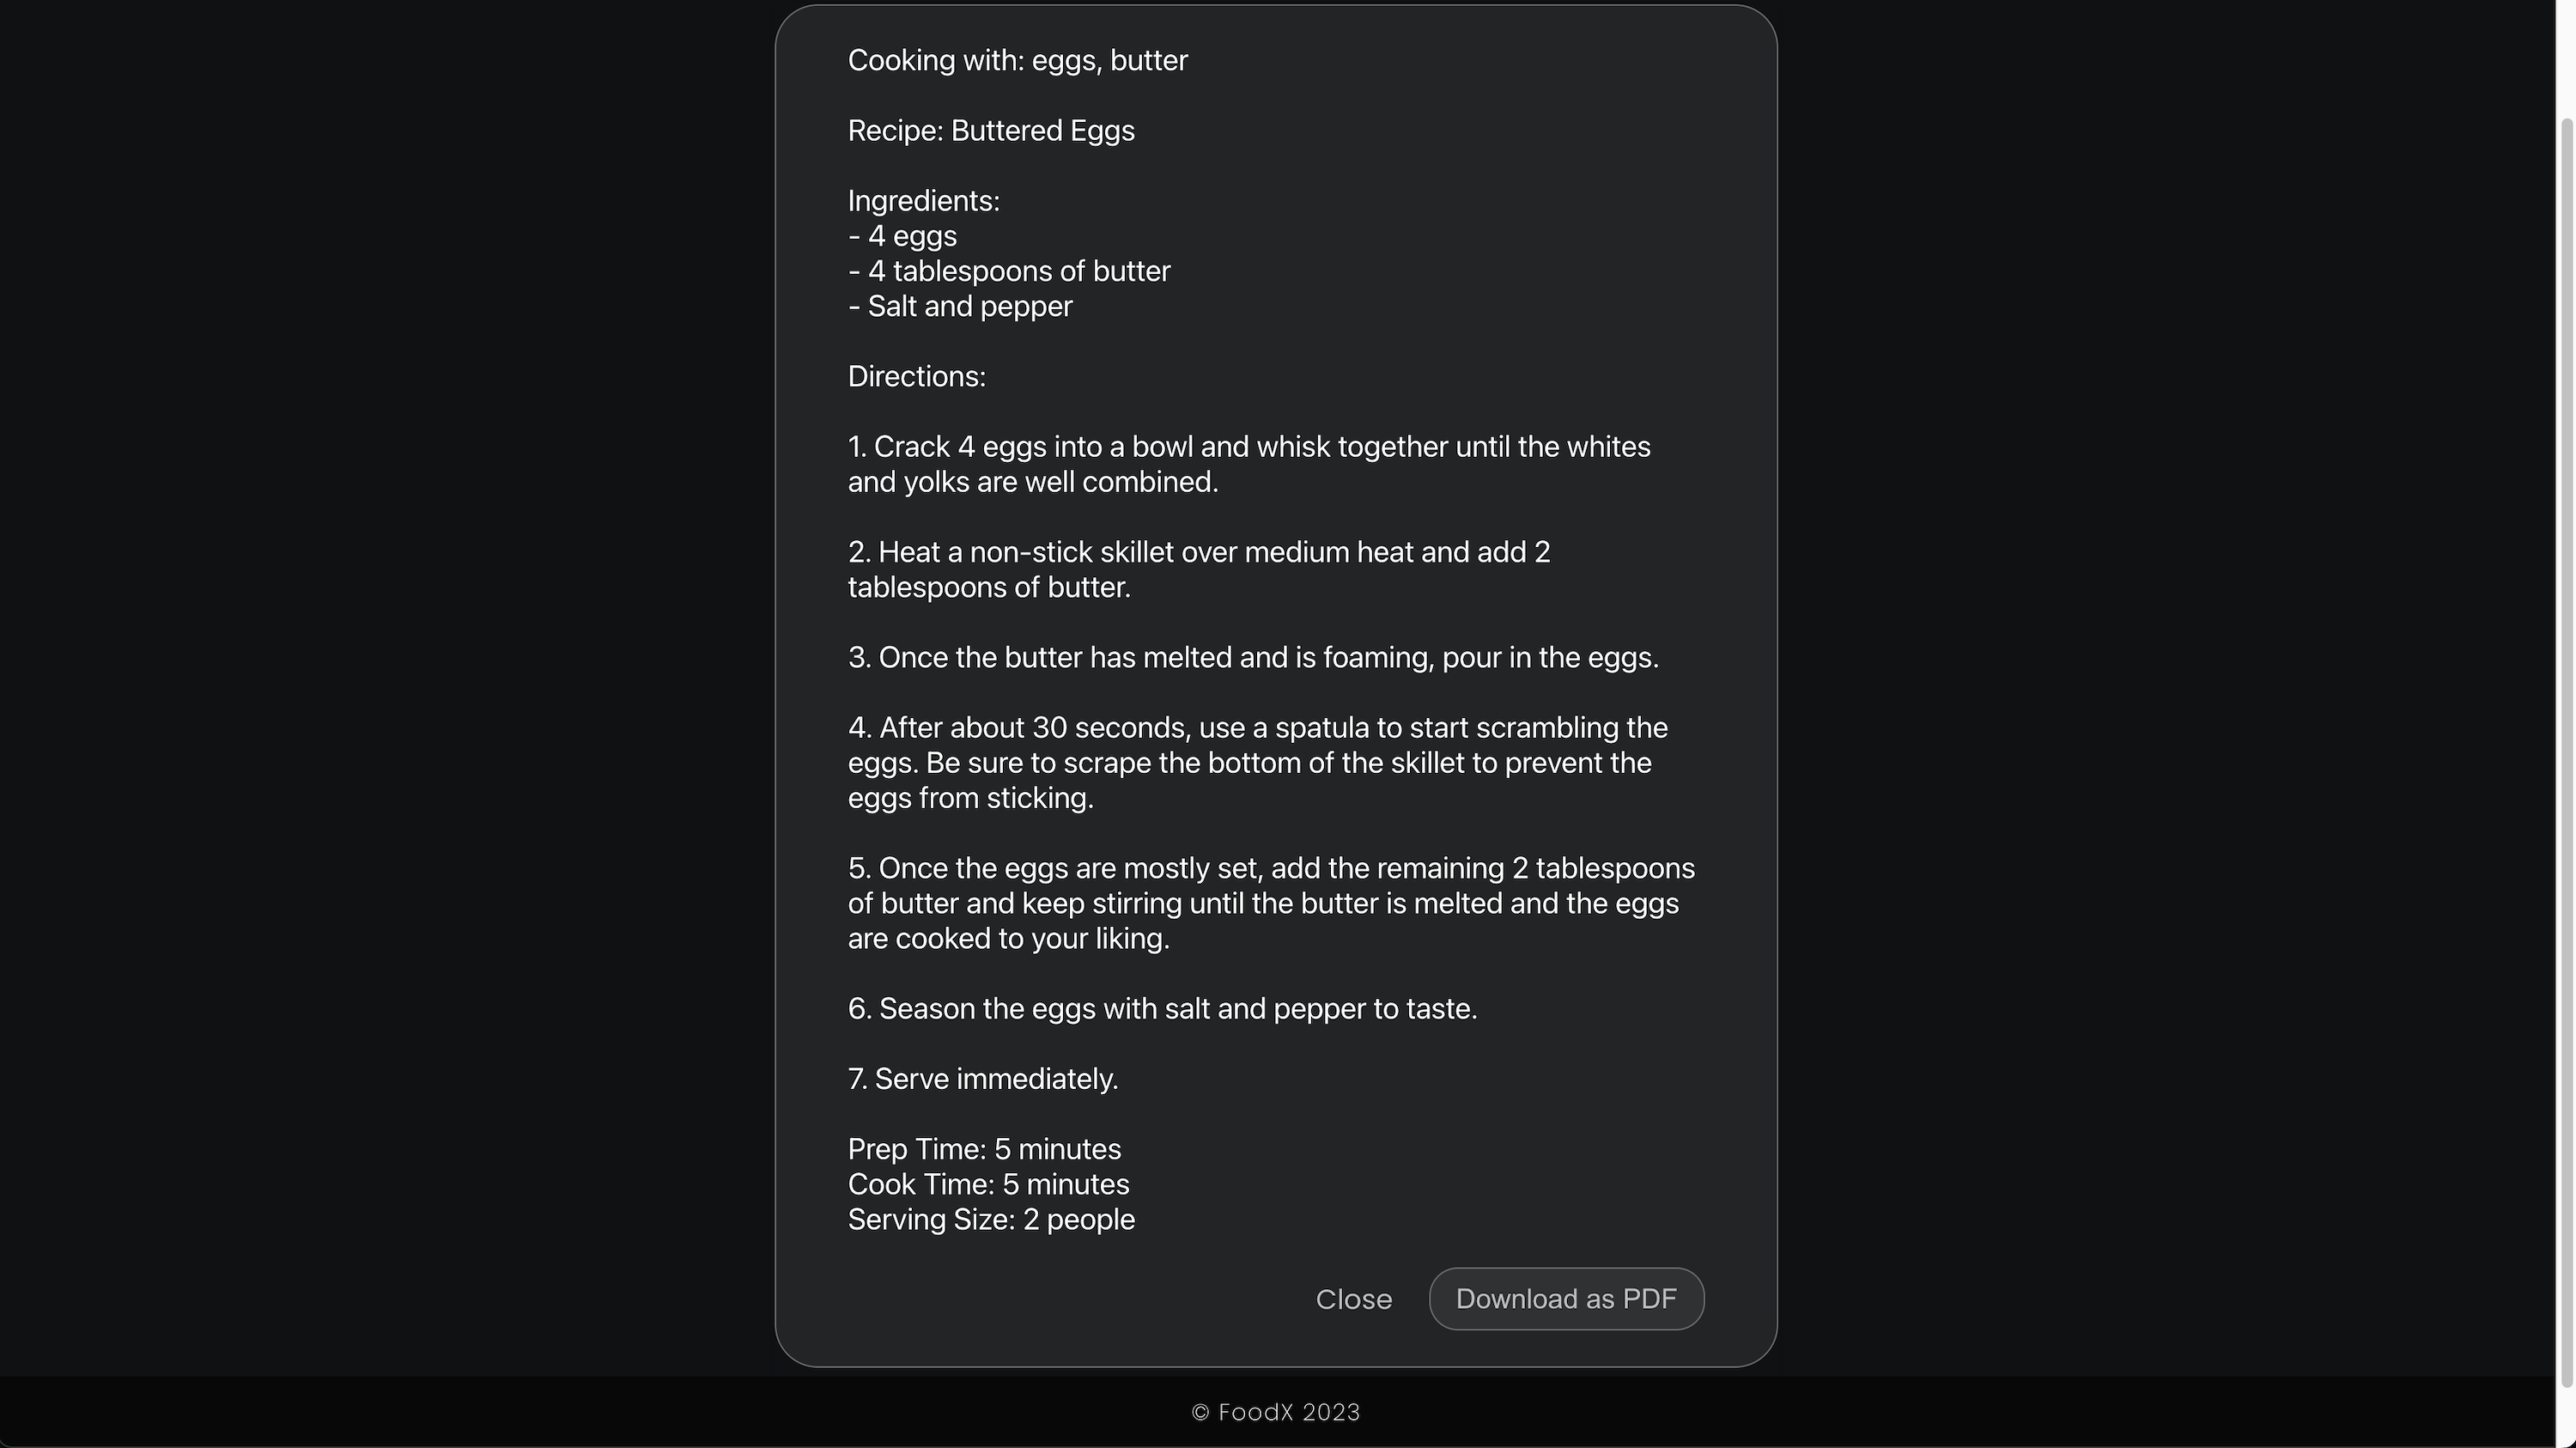 Cooking with: eggs, butter
Recipe: Buttered Eggs
Ingredients:
- 4 eggs
- 4 tablespoons of butter
- Salt and pepper
Directions:
1. Crack 4 eggs into a bowl and whisk together until the whites
and yolks are well combined.
2. Heat a non-stick skillet over medium heat and add 2
tablespoons of butter.
3. Once the butter has melted and is foaming, pour in the eggs.
4. After about 30 seconds, use a spatula to start scrambling the
eggs. Be sure to scrape the bottom of the skillet to prevent the
eggs from sticking.
5. Once the eggs are mostly set, add the remaining 2 tablespoons
of butter and keep stirring until the butter is melted and the eggs
are cooked to your liking.
6. Season the eggs with salt and pepper to taste.
7. Serve immediately.
Prep Time: 5 minutes
Cook Time: 5 minutes
Serving Size: 2 people
Close Download as PDF
© FoodX 2023